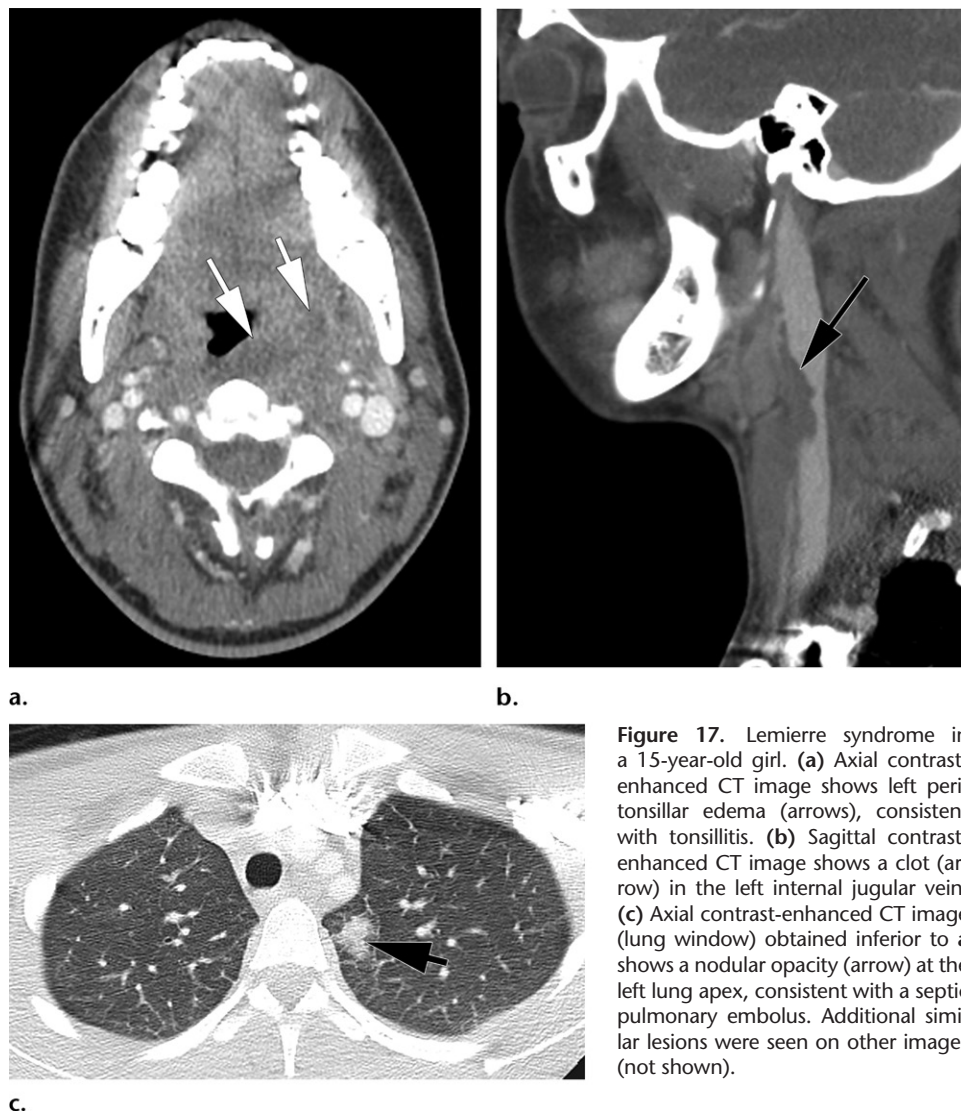 a.
b.
Figure 17. Lemierre syndrome in
a 15-year-old girl. (a) Axial contrast
enhanced CT image shows left peri
tonsillar edema (arrows), consisten
with tonsillitis. (b) Sagittal contrast
enhanced CT image shows a clot (ar
row) in the left internal jugular vein
(c) Axial contrast-enhanced CT image
(lung window) obtained inferior to a
shows a nodular opacity (arrow) at the
left lung apex, consistent with a septic
pulmonary embolus. Additional simi
lar lesions were seen on other image
(not shown).
c.